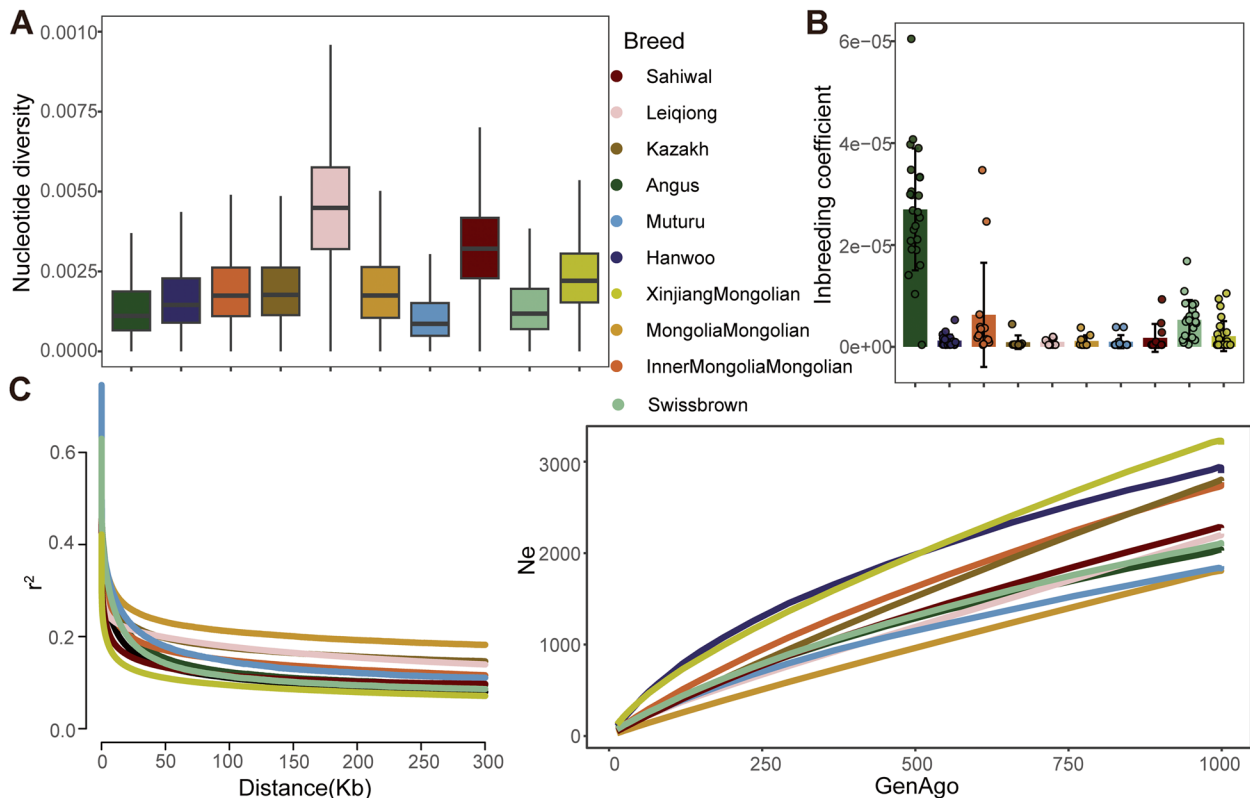 A
Nucleotide diversity
0.0010
0.0075
0.0050
0.0025
0.0000
Breed
Sahiwal
Leiqiong
Kazakh
Angus
Muturu
Hanwoo
XinjiangMongolian
MongoliaMongolian
InnerMongoliaMongolian
Swissbrown
B
Inbreeding coefficient
6e-05
4e-05
2e-05
0e+00
C
r²
0.6
0.4
0.2
0.0
0
50
100
150
200
250
300
Distance(Kb)
Ne
3000
2000
1000
0
0
250
500
750
1000
GenAgo